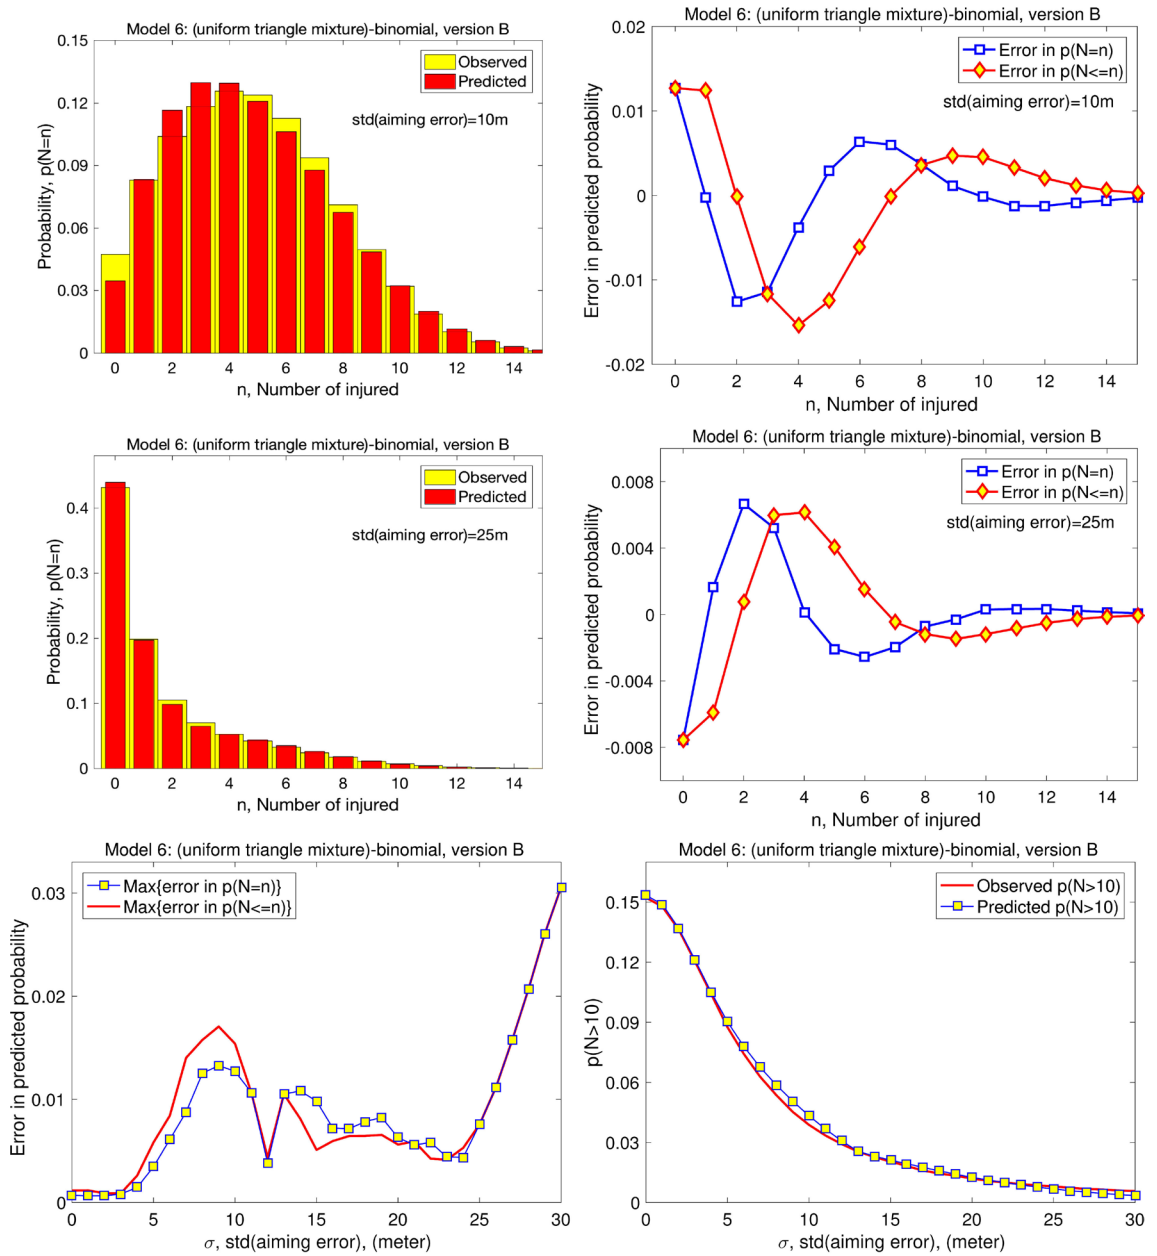 Model 6: (uniform triangle mixture)-binomial, version B
0.15
0.12
0.09
0.06
0.03
0
Probability, p(N=n)
Observed
Predicted
std(aiming error)=10m
0 2 4 6 8 10 12 14
n, Number of injured
Model 6: (uniform triangle mixture)-binomial, version B
0.02
0.01
0
-0.01
-0.02
Error in predicted probability
Error in p(N=n)
Error in p(N<=n)
std(aiming error)=10m
0 2 4 6 8 10 12 14
n, Number of injured
Model 6: (uniform triangle mixture)-binomial, version B
0.4
0.3
0.2
0.1
0
Probability, p(N=n)
Observed
Predicted
std(aiming error)=25m
0 2 4 6 8 10 12 14
n, Number of injured
Model 6: (uniform triangle mixture)-binomial, version B
0.008
0.004
0
-0.004
-0.008
Error in predicted probability
Error in p(N=n)
Error in p(N<=n)
std(aiming error)=25m
0 2 4 6 8 10 12 14
n, Number of injured
Model 6: (uniform triangle mixture)-binomial, version B
0.03
0.02
0.01
0
Error in predicted probability
Max{error in p(N=n)}
Max{error in p(N<=n)}
0 5 10 15 20 25 30
σ, std(aiming error), (meter)
Model 6: (uniform triangle mixture)-binomial, version B
0.15
0.12
0.09
0.06
0.03
0
p(N>10)
Observed p(N>10)
Predicted p(N>10)
0 5 10 15 20 25 30
σ, std(aiming error), (meter)